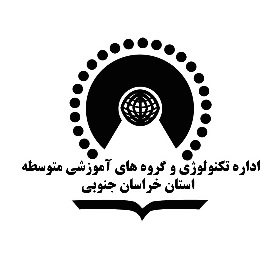 اداره تکنولوژی و گروه های آموزشی متوسطه
استان خراسان جنوبی